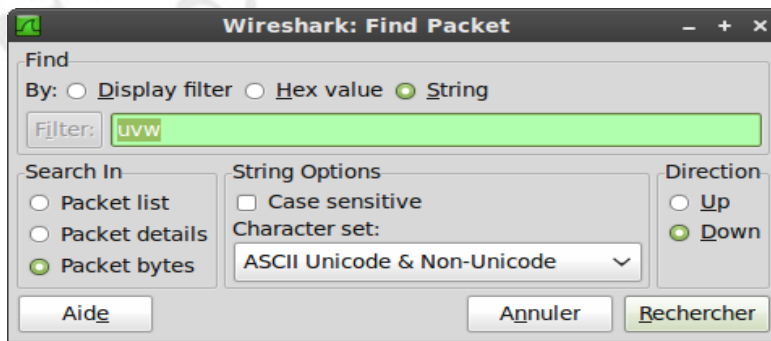 Wireshark: Find Packet
Find
By: Display filter Hex value String
Filter: uvw
Search In
Packet list
Packet details
Packet bytes
String Options
Case sensitive
Character set:
ASCII Unicode & Non-Unicode
Direction
Up
Down
Aide Annuler Rechercher